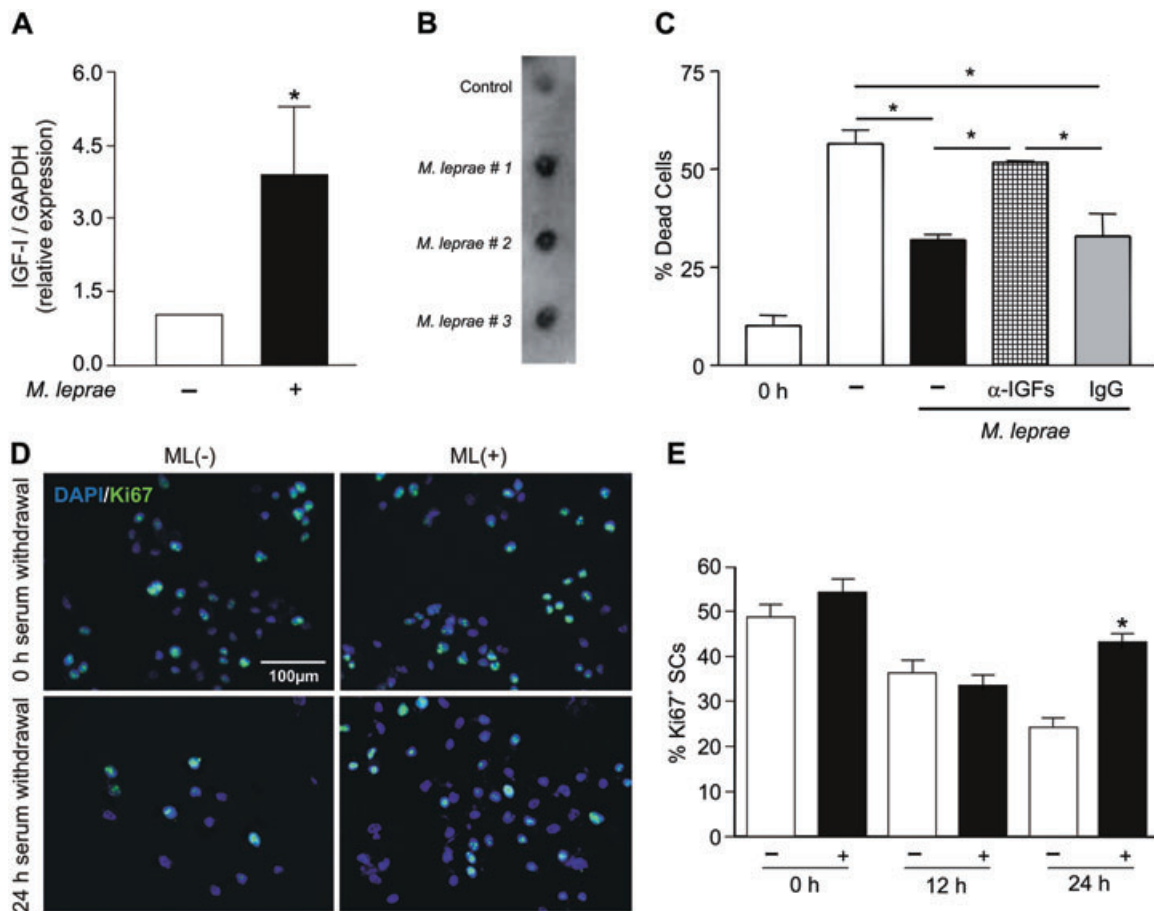 A
IGF-I / GAPDH
(relative expression)
6.0
4.5
3.0
1.5
0.0
*
M. leprae
− +
B
Control
M. leprae # 1
M. leprae # 2
M. leprae # 3
C
% Dead Cells
75
50
25
0
*
* * *
0 h − − α-IGFs IgG
M. leprae
D
ML(-) ML(+)
0 h serum withdrawal
DAPI/Ki67
100µm
24 h serum withdrawal
E
% Ki67⁺ SCs
60
50
40
30
20
10
0
*
− + − + − +
0 h 12 h 24 h